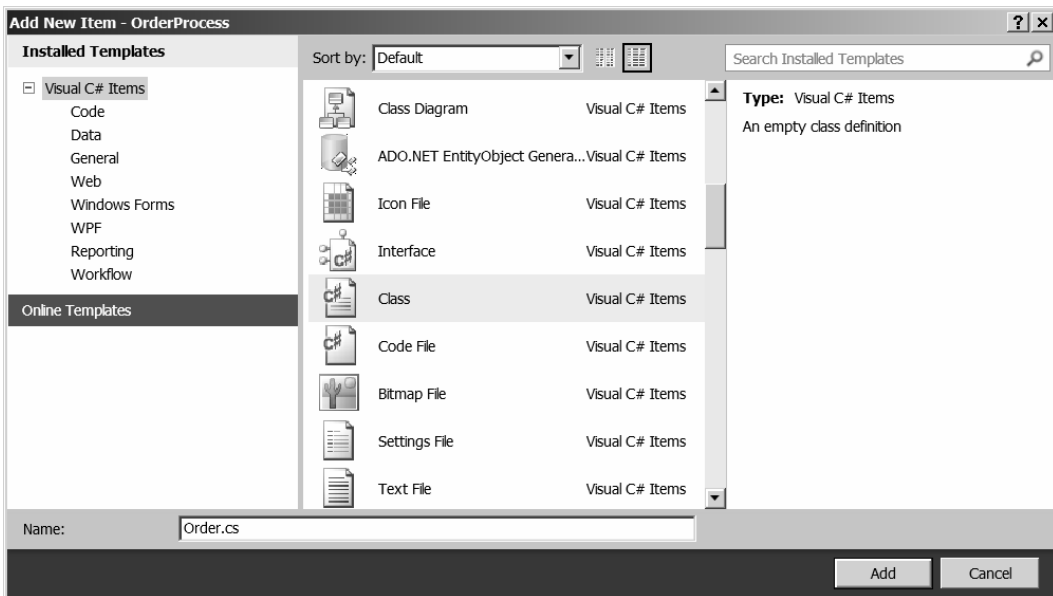 Add New Item - OrderProcess
Installed Templates
Visual C# Items
Code
Data
General
Web
Windows Forms
WPF
Reporting
Workflow
Online Templates
Sort by: Default
Class Diagram Visual C# Items
ADO.NET EntityObject Genera... Visual C# Items
Icon File Visual C# Items
Interface Visual C# Items
Class Visual C# Items
Code File Visual C# Items
Bitmap File Visual C# Items
Settings File Visual C# Items
Text File Visual C# Items
Search Installed Templates
Type: Visual C# Items
An empty class definition
Name: Order.cs
Add Cancel